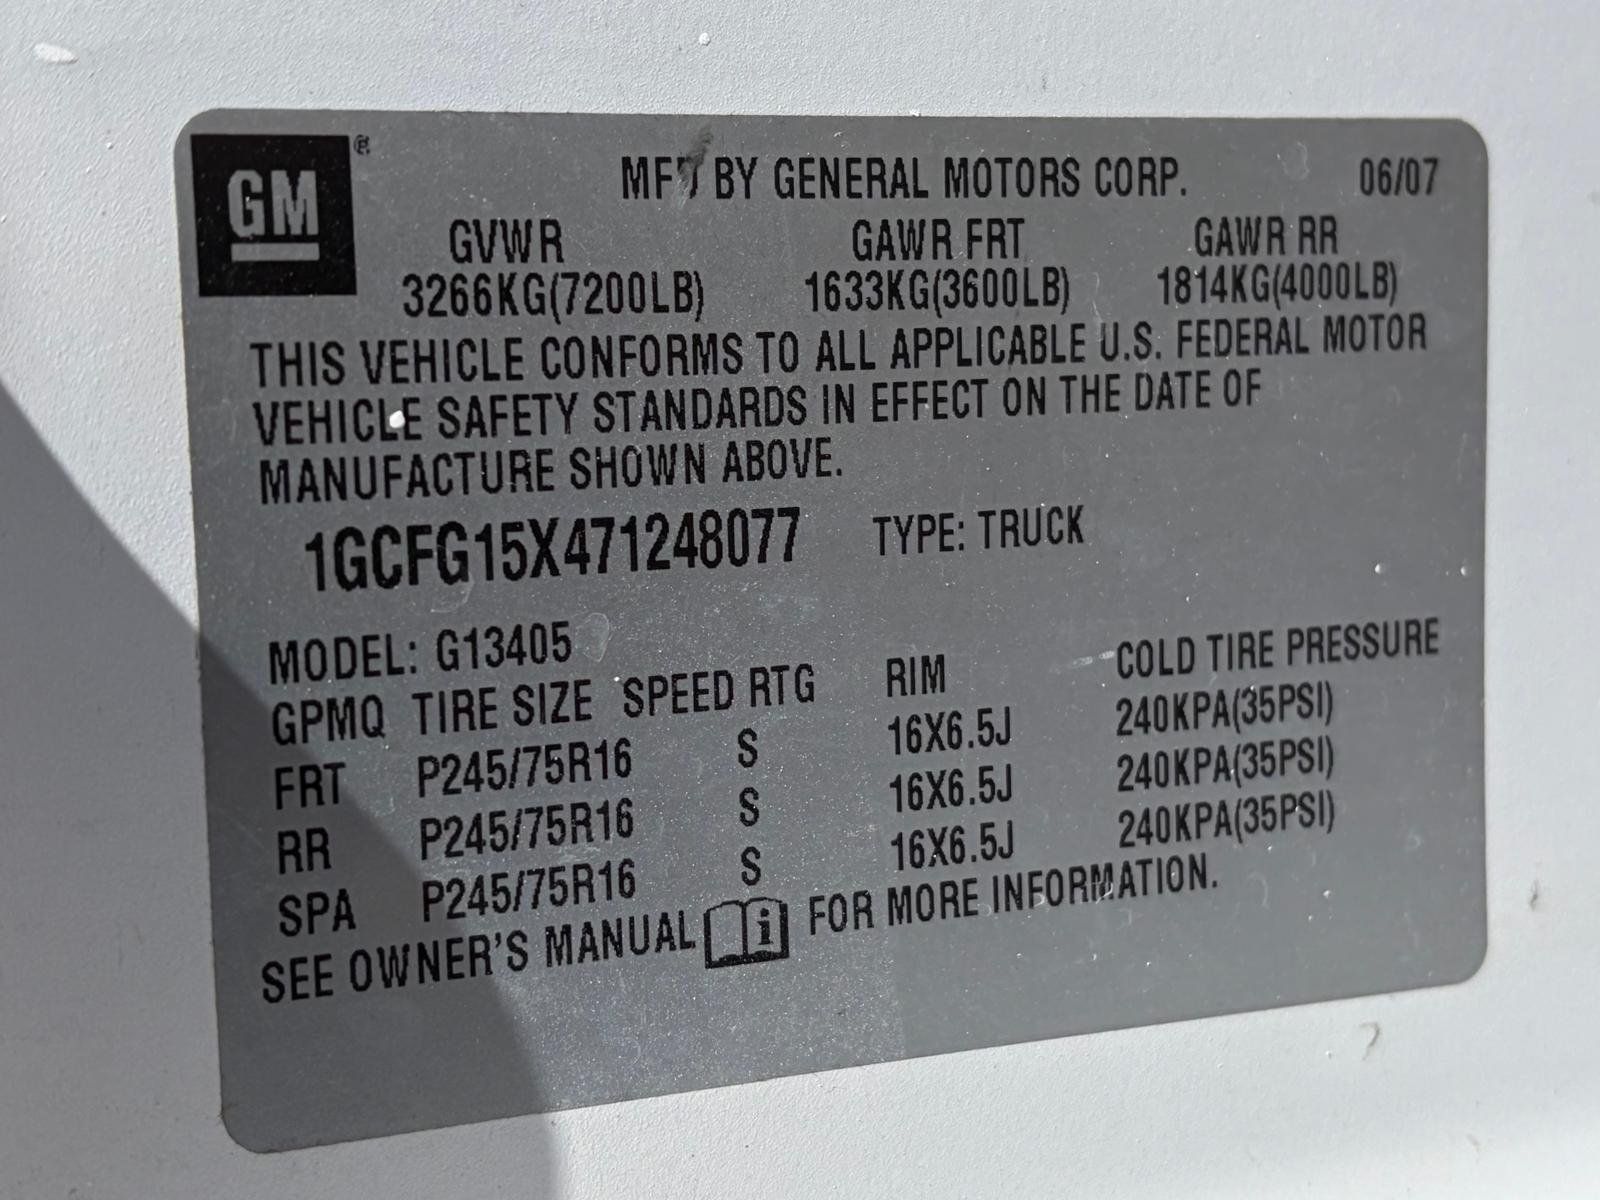 GM ®
MFD BY GENERAL MOTORS CORP. 06/07
GVWR GAWR FRT GAWR RR
3266KG(7200LB) 1633KG(3600LB) 1814KG(4000LB)
THIS VEHICLE CONFORMS TO ALL APPLICABLE U.S. FEDERAL MOTOR
VEHICLE SAFETY STANDARDS IN EFFECT ON THE DATE OF
MANUFACTURE SHOWN ABOVE.
1GCFG15X471248077 TYPE: TRUCK
MODEL: G13405
GPMQ TIRE SIZE SPEED RTG RIM COLD TIRE PRESSURE
FRT P245/75R16 S 16X6.5J 240KPA(35PSI)
RR P245/75R16 S 16X6.5J 240KPA(35PSI)
SPA P245/75R16 S 16X6.5J 240KPA(35PSI)
SEE OWNER'S MANUAL i FOR MORE INFORMATION.